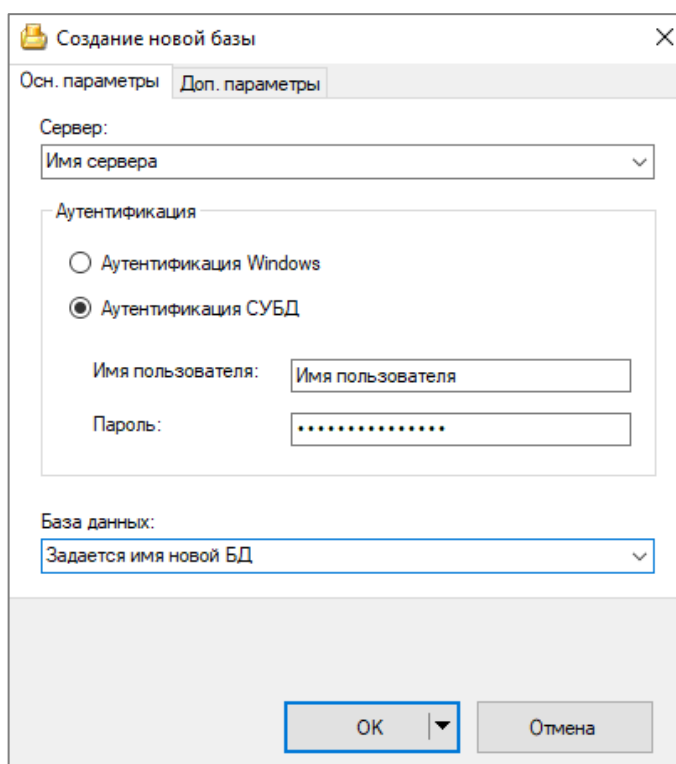 Создание новой базы
Осн. параметры Доп. параметры
Сервер:
Имя сервера
Аутентификация
Аутентификация Windows
Аутентификация СУБД
Имя пользователя: Имя пользователя
Пароль: •••••••••••••••
База данных:
Задается имя новой БД
ОК Отмена